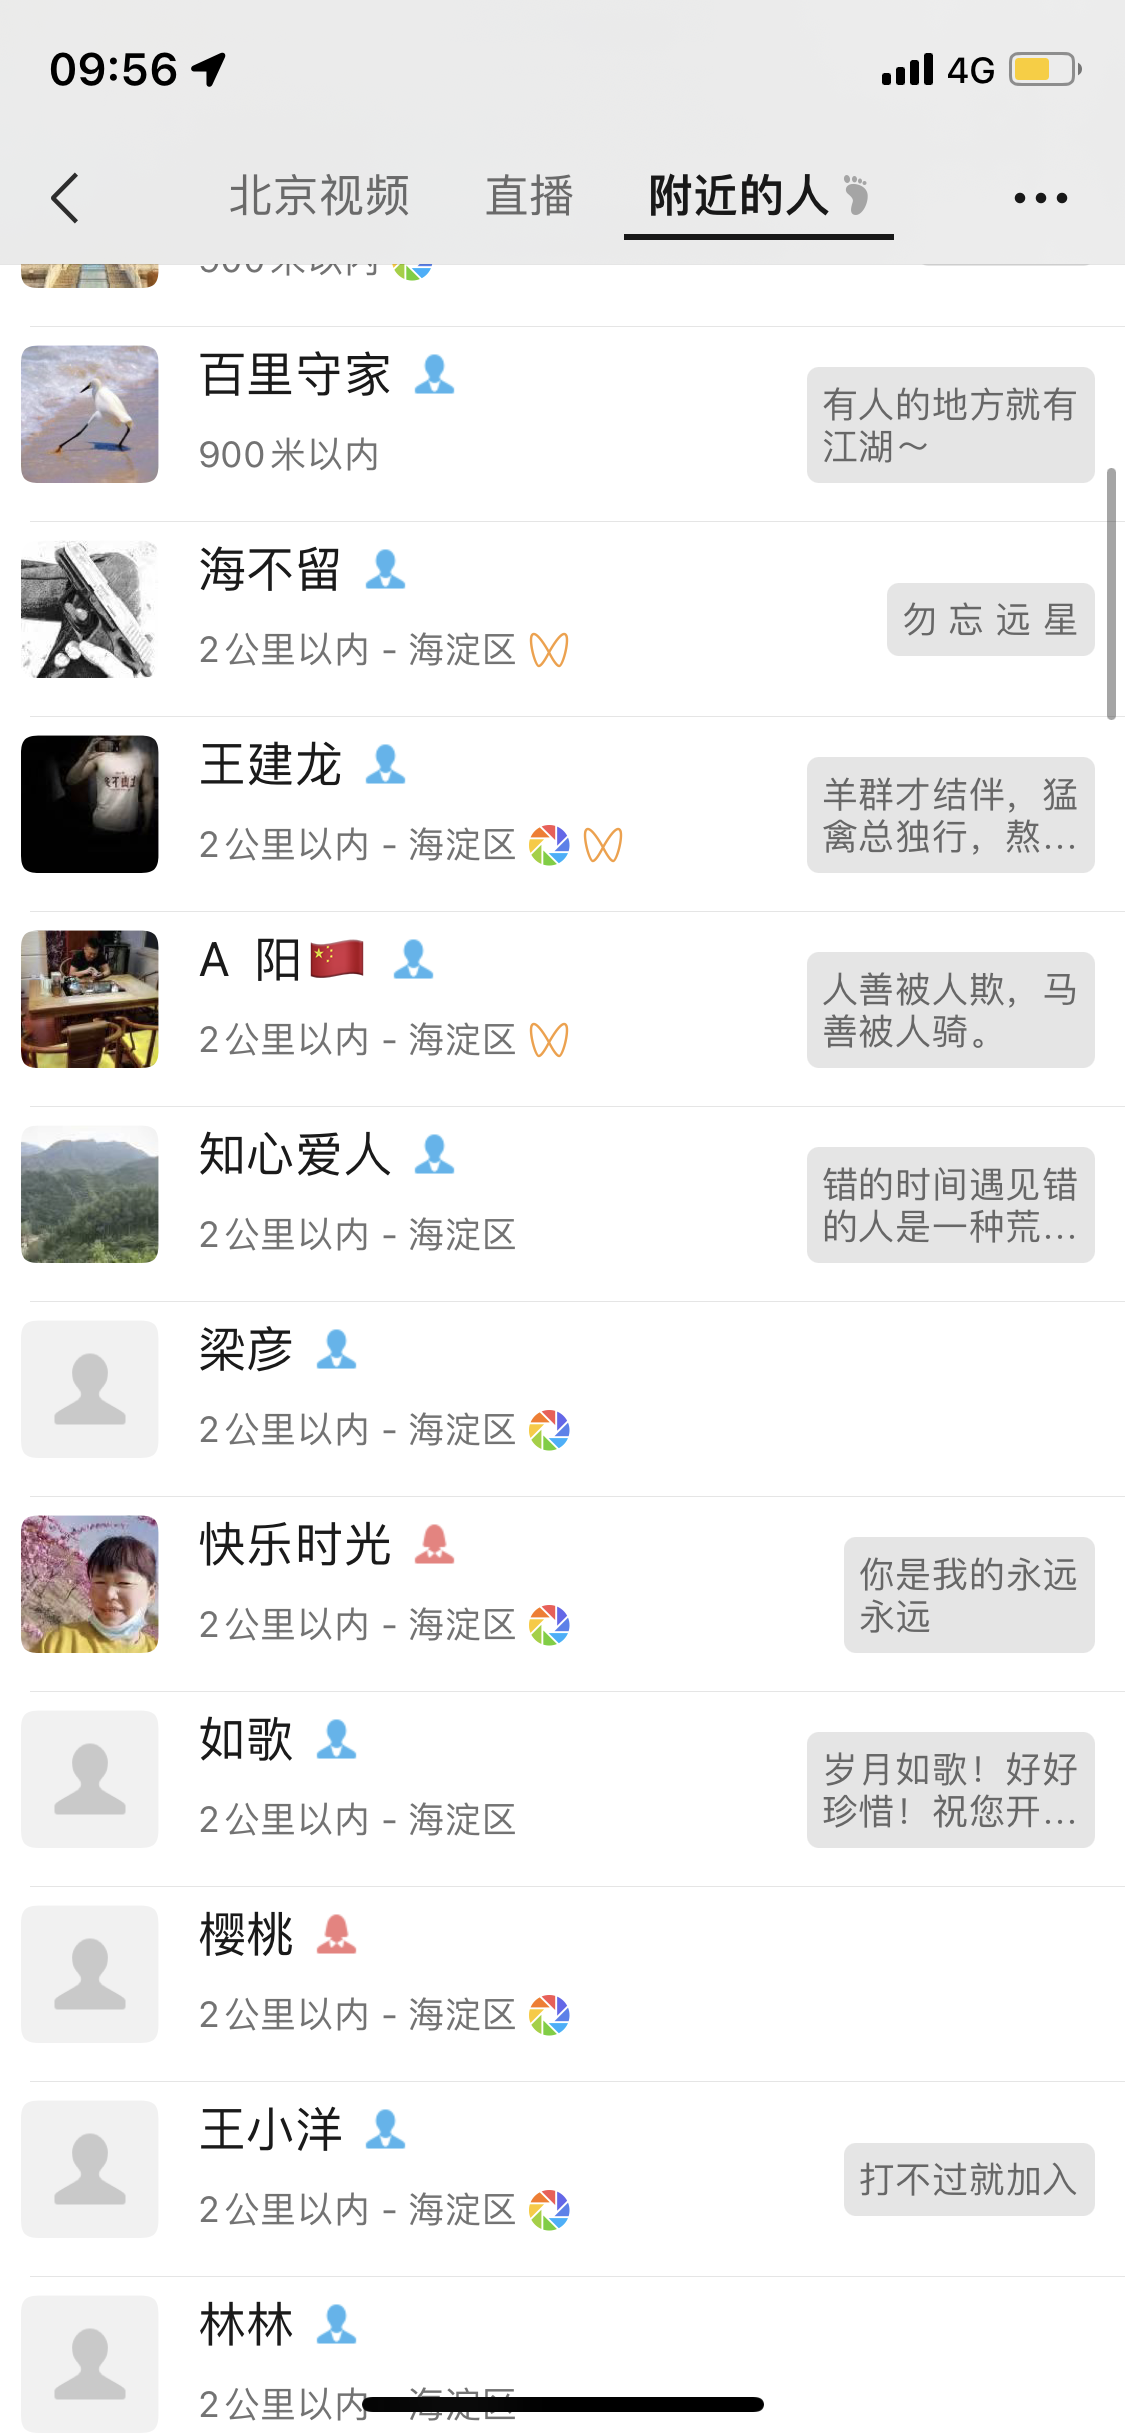 09:56
4G
北京视频 直播 附近的人
900米以内
百里守家
900米以内
有人的地方就有
江湖～
海不留
2公里以内 - 海淀区
勿 忘 远 星
王建龙
2公里以内 - 海淀区
羊群才结伴，猛
禽总独行，熬...
A 阳🇨🇳
2公里以内 - 海淀区
人善被人欺，马
善被人骑。
知心爱人
2公里以内 - 海淀区
错的时间遇见错
的人是一种荒...
梁彦
2公里以内 - 海淀区
快乐时光
2公里以内 - 海淀区
你是我的永远
永远
如歌
2公里以内 - 海淀区
岁月如歌！好好
珍惜！祝您开...
樱桃
2公里以内 - 海淀区
王小洋
2公里以内 - 海淀区
打不过就加入
林林
2公里以内 - 海淀区